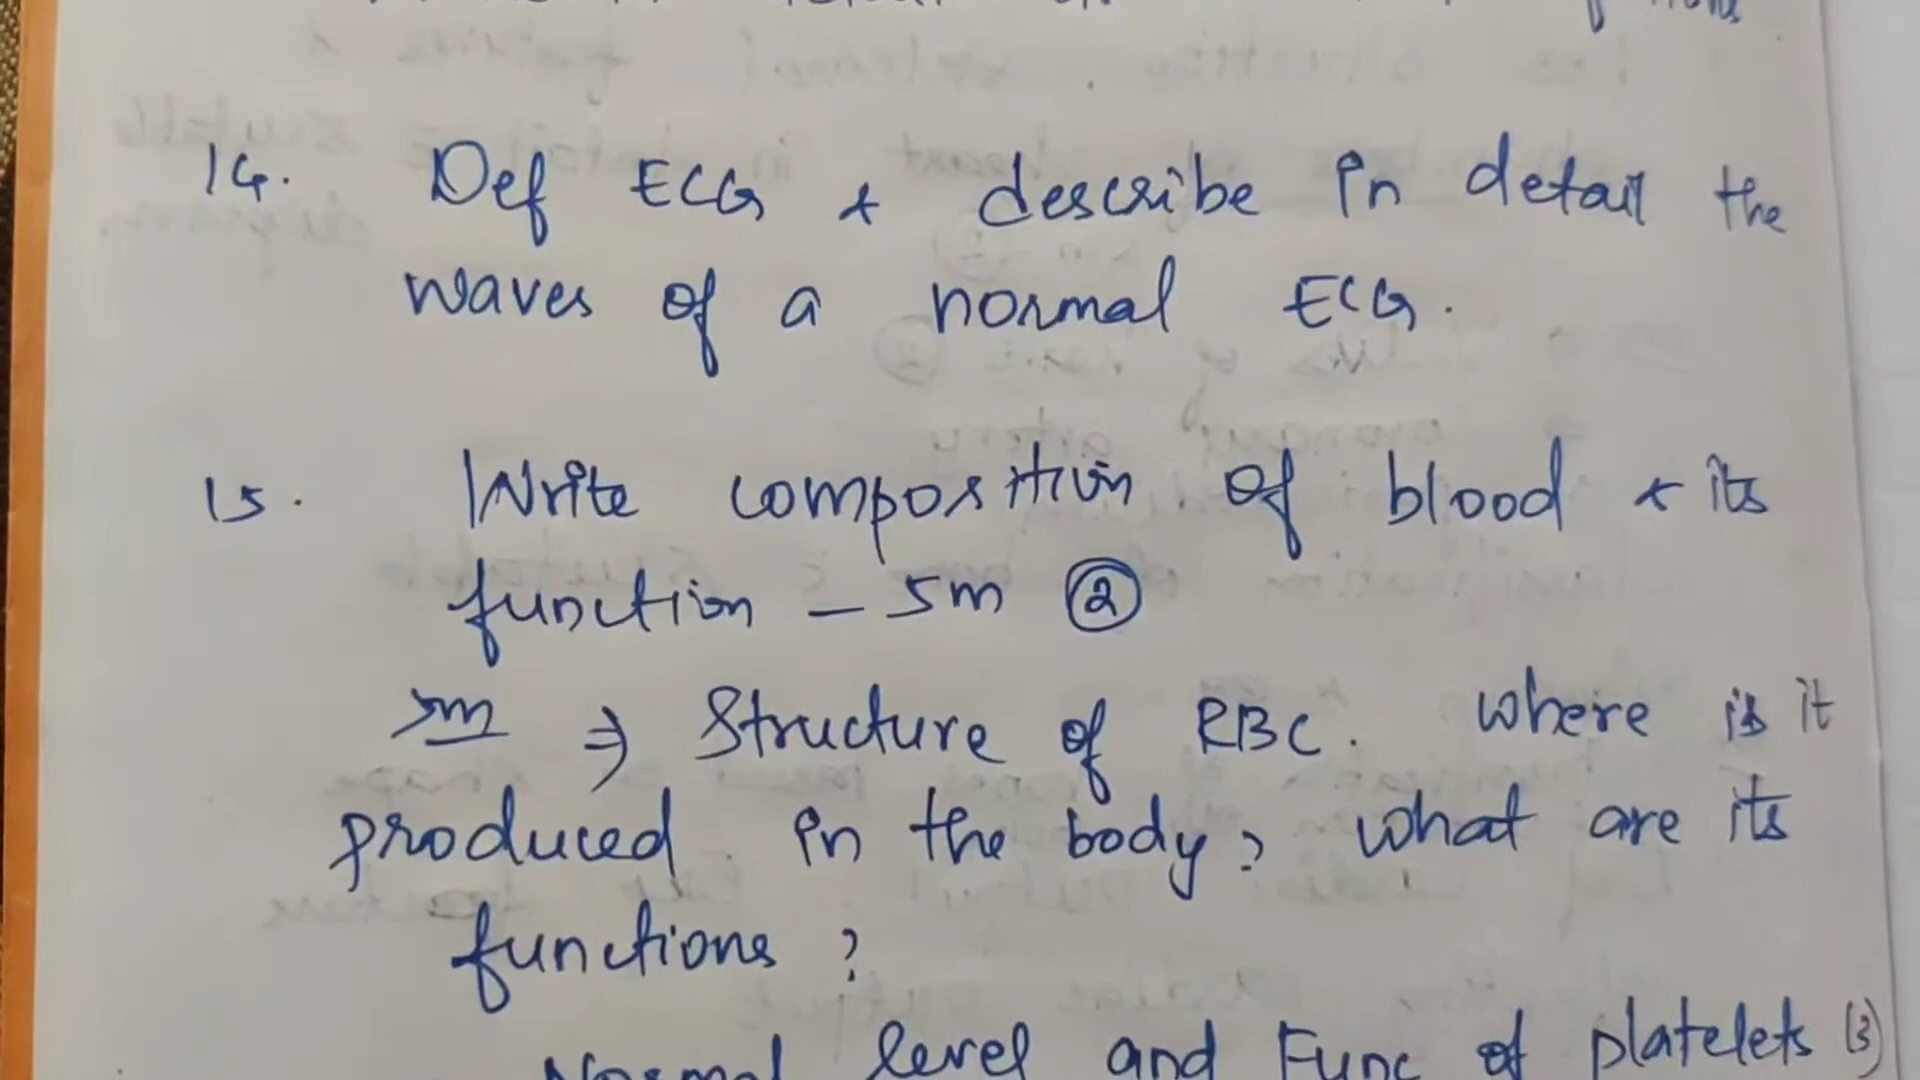 14. Def ECG & describe in detail the
waves of a normal ECG.
15. Write composition of blood & its
function - 5m ②
5m ⇒ Structure of RBC. where is it
produced in the body? what are its
functions?
Normal level and Func of platelets (3)